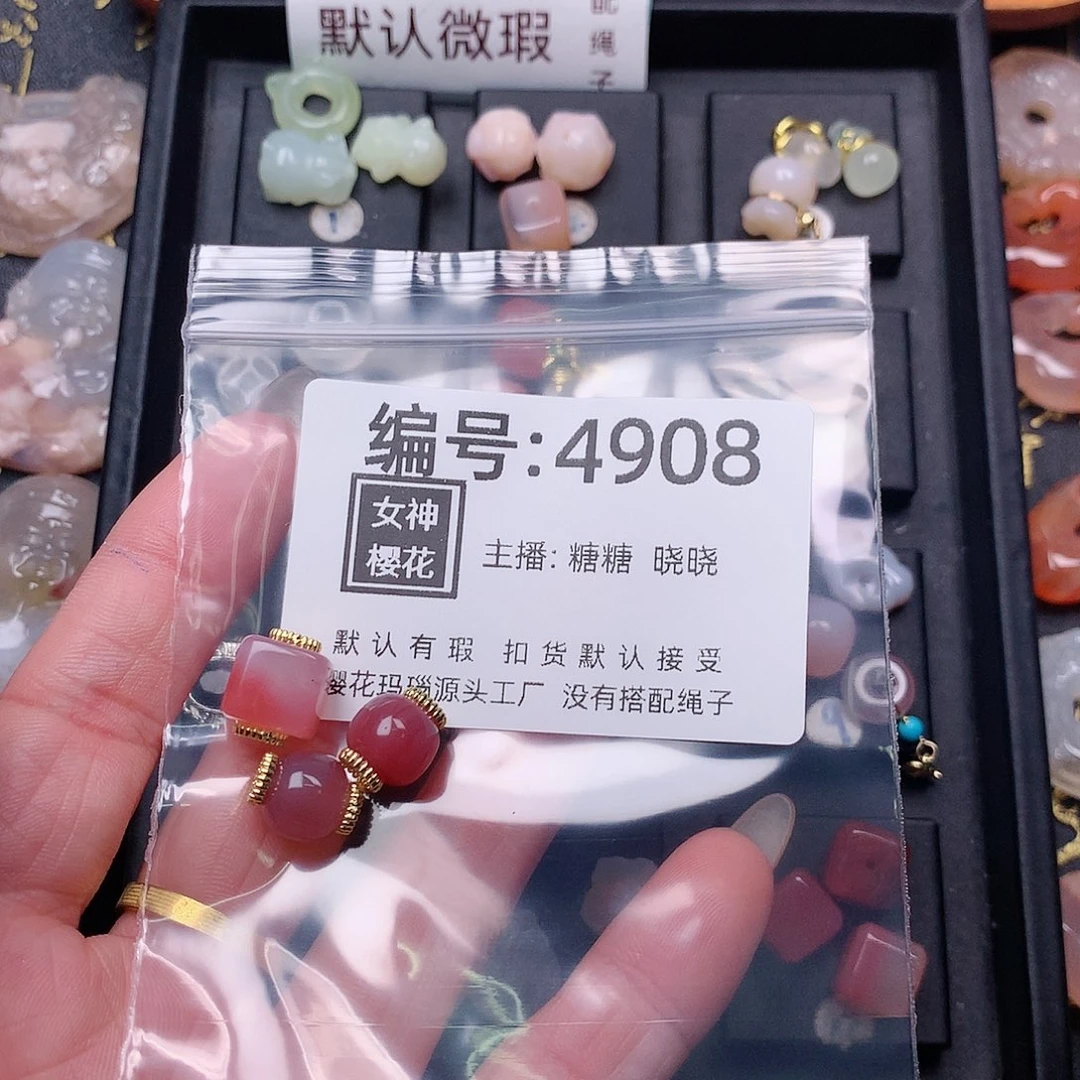 默认微瑕
配绳子
编号:4908
女神
樱花
主播: 糖糖 晓晓
默认有瑕 扣货默认接受
樱花玛瑙源头工厂 没有搭配绳子